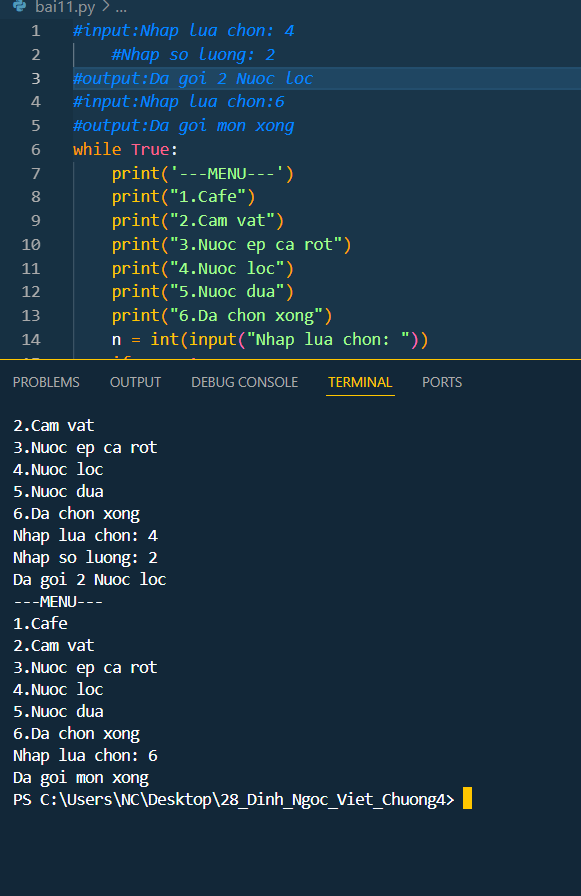 bai11.py > ...
1 #input:Nhap lua chon: 4
2 #Nhap so luong: 2
3 #output:Da goi 2 Nuoc loc
4 #input:Nhap lua chon:6
5 #output:Da goi mon xong
6 while True:
7 print('---MENU---')
8 print("1.Cafe")
9 print("2.Cam vat")
10 print("3.Nuoc ep ca rot")
11 print("4.Nuoc loc")
12 print("5.Nuoc dua")
13 print("6.Da chon xong")
14 n = int(input("Nhap lua chon: "))
PROBLEMS OUTPUT DEBUG CONSOLE TERMINAL PORTS
2.Cam vat
3.Nuoc ep ca rot
4.Nuoc loc
5.Nuoc dua
6.Da chon xong
Nhap lua chon: 4
Nhap so luong: 2
Da goi 2 Nuoc loc
---MENU---
1.Cafe
2.Cam vat
3.Nuoc ep ca rot
4.Nuoc loc
5.Nuoc dua
6.Da chon xong
Nhap lua chon: 6
Da goi mon xong
PS C:\Users\NC\Desktop\28_Dinh_Ngoc_Viet_Chuong4>